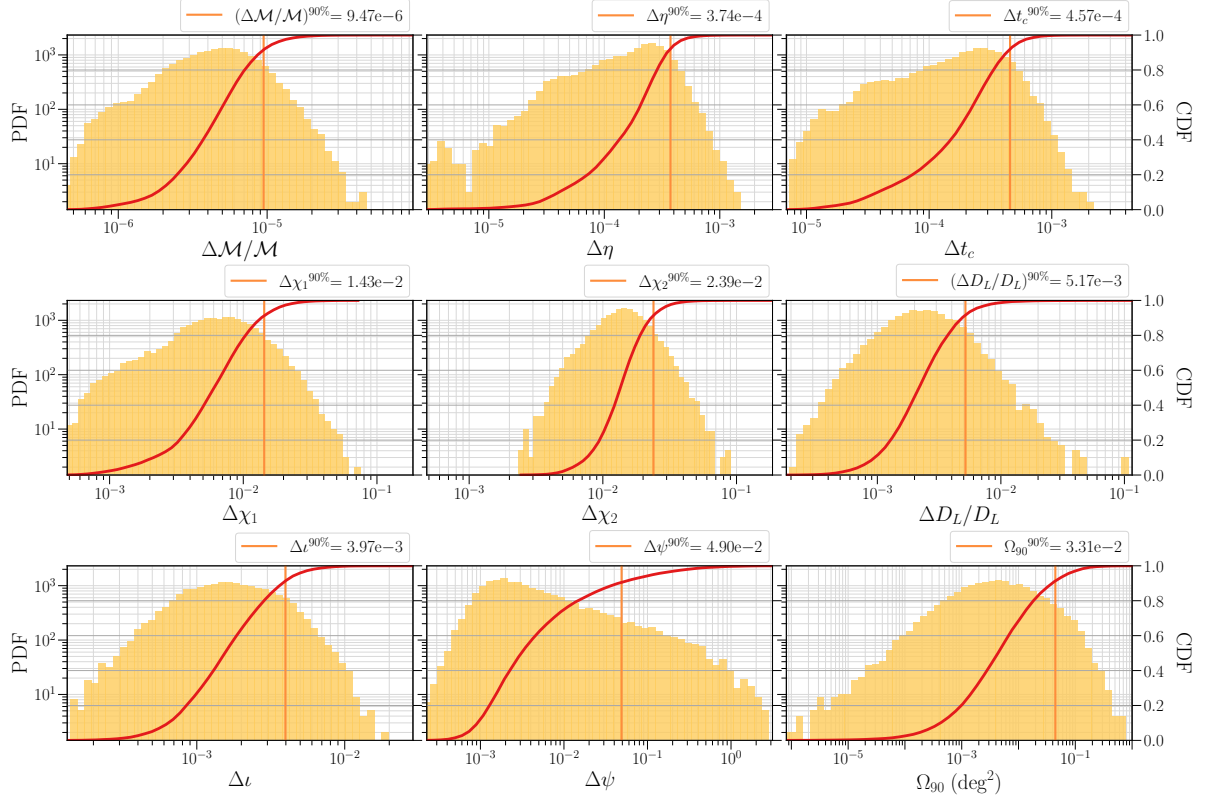 (Δℳ/ℳ)^90% = 9.47e−6
Δη^90% = 3.74e−4
Δt_c^90% = 4.57e−4
PDF
10^3
10^2
10^1
10^−6 10^−5
Δℳ/ℳ
10^−5 10^−4 10^−3
Δη
10^−5 10^−4 10^−3
Δt_c
1.0
0.8
0.6
0.4
0.2
0.0
CDF
Δχ_1^90% = 1.43e−2
Δχ_2^90% = 2.39e−2
(ΔD_L/D_L)^90% = 5.17e−3
PDF
10^3
10^2
10^1
10^−3 10^−2 10^−1
Δχ_1
10^−2 10^−1
Δχ_2
10^−3 10^−2 10^−1
ΔD_L/D_L
1.0
0.8
0.6
0.4
0.2
0.0
CDF
Δι^90% = 3.97e−3
Δψ^90% = 4.90e−2
Ω_90^90% = 3.31e−2
PDF
10^3
10^2
10^1
10^−3 10^−2
Δι
10^−3 10^−2 10^−1 10^0
Δψ
10^−5 10^−3 10^−1
Ω_90 (deg^2)
1.0
0.8
0.6
0.4
0.2
0.0
CDF